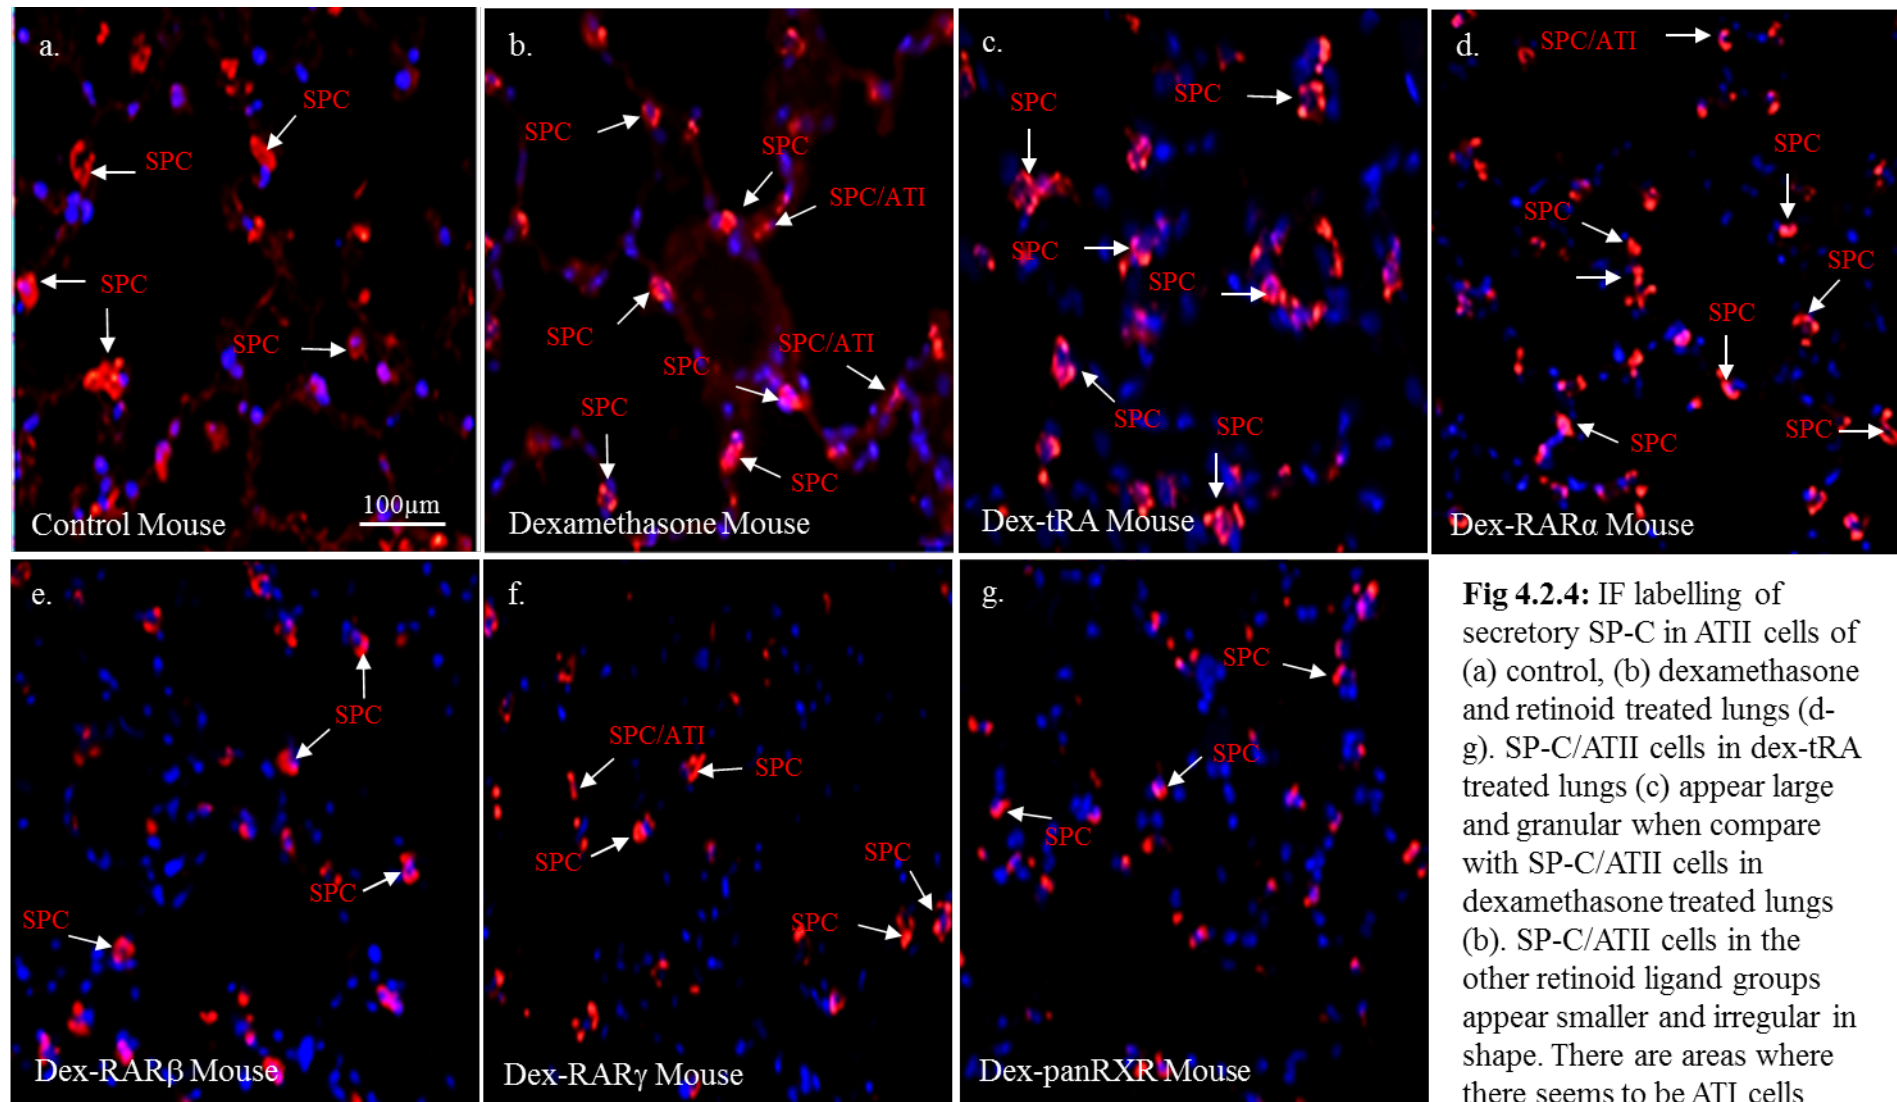 a.
SPC
SPC
SPC
SPC
100µm
Control Mouse
b.
SPC
SPC
SPC/ATI
SPC
SPC/ATI
SPC
SPC
SPC
Dexamethasone Mouse
c.
SPC
SPC
SPC
SPC
SPC
SPC
Dex-tRA Mouse
d.
SPC/ATI
SPC
SPC
SPC
SPC
SPC
SPC
Dex-RARα Mouse
e.
SPC
SPC
SPC
Dex-RARβ Mouse
f.
SPC/ATI
SPC
SPC
SPC
SPC
Dex-RARγ Mouse
g.
SPC
SPC
SPC
Dex-panRXR Mouse
Fig 4.2.4: IF labelling of
secretory SP-C in ATII cells of
(a) control, (b) dexamethasone
and retinoid treated lungs (d-
g). SP-C/ATII cells in dex-tRA
treated lungs (c) appear large
and granular when compare
with SP-C/ATII cells in
dexamethasone treated lungs
(b). SP-C/ATII cells in the
other retinoid ligand groups
appear smaller and irregular in
shape. There are areas where
there seems to be ATI cells